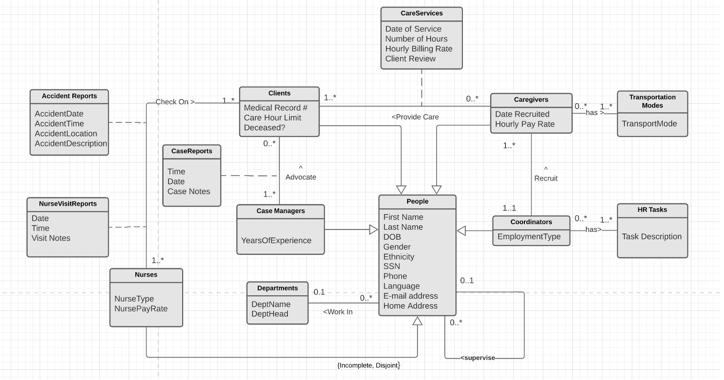 CareServices
Date of Service
Number of Hours
Hourly Billing Rate
Client Review
Accident Reports
AccidentDate
AccidentTime
AccidentLocation
AccidentDescription
Check On >
1..*
Clients
Medical Record #
Care Hour Limit
Deceased?
1..*
0..*
<Provide Care
Caregivers
Date Recruited
Hourly Pay Rate
0..*
1..*
has >
Transportation
Modes
TransportMode
CaseReports
Time
Date
Case Notes
0..*
^
Advocate
1..*
1..*
^
Recruit
1..1
NurseVisitReports
Date
Time
Visit Notes
Case Managers
YearsOfExperience
People
First Name
Last Name
DOB
Gender
Ethnicity
SSN
Phone
Language
E-mail address
Home Address
Coordinators
EmploymentType
0..*
1..*
has>
HR Tasks
Task Description
1..*
Nurses
NurseType
NursePayRate
Departments
DeptName
DeptHead
0.1
0..*
<Work In
0..1
0..*
<supervise
{Incomplete, Disjoint}